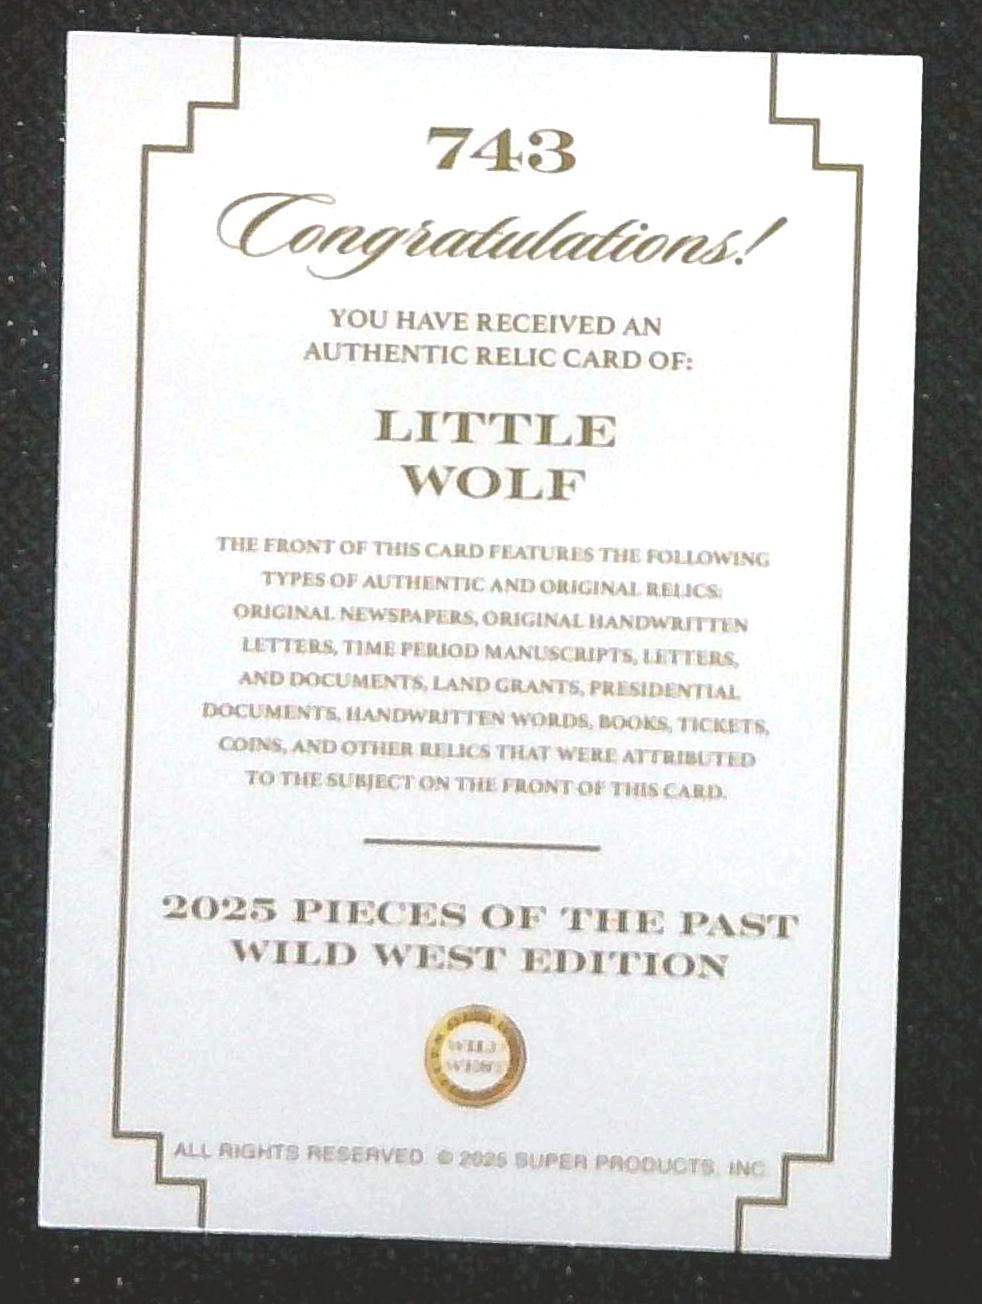 743
Congratulations!
YOU HAVE RECEIVED AN
AUTHENTIC RELIC CARD OF:
LITTLE
WOLF
THE FRONT OF THIS CARD FEATURES THE FOLLOWING
TYPES OF AUTHENTIC AND ORIGINAL RELICS:
ORIGINAL NEWSPAPERS, ORIGINAL HANDWRITTEN
LETTERS, TIME PERIOD MANUSCRIPTS, LETTERS,
AND DOCUMENTS, LAND GRANTS, PRESIDENTIAL
DOCUMENTS, HANDWRITTEN WORDS, BOOKS, TICKETS,
COINS, AND OTHER RELICS THAT WERE ATTRIBUTED
TO THE SUBJECT ON THE FRONT OF THIS CARD.
2025 PIECES OF THE PAST
WILD WEST EDITION
WILD
WEST
ALL RIGHTS RESERVED © 2025 SUPER PRODUCTS, INC